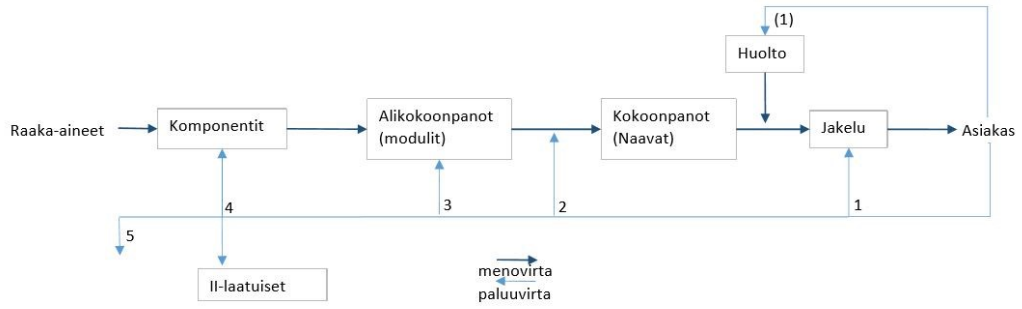 (1)
Huolto
Raaka-aineet
Komponentit
Alikokoonpanot
(modulit)
Kokoonpanot
(Naavat)
Jakelu
Asiakas
5
4
3
2
1
II-laatuiset
menovirta
paluuvirta